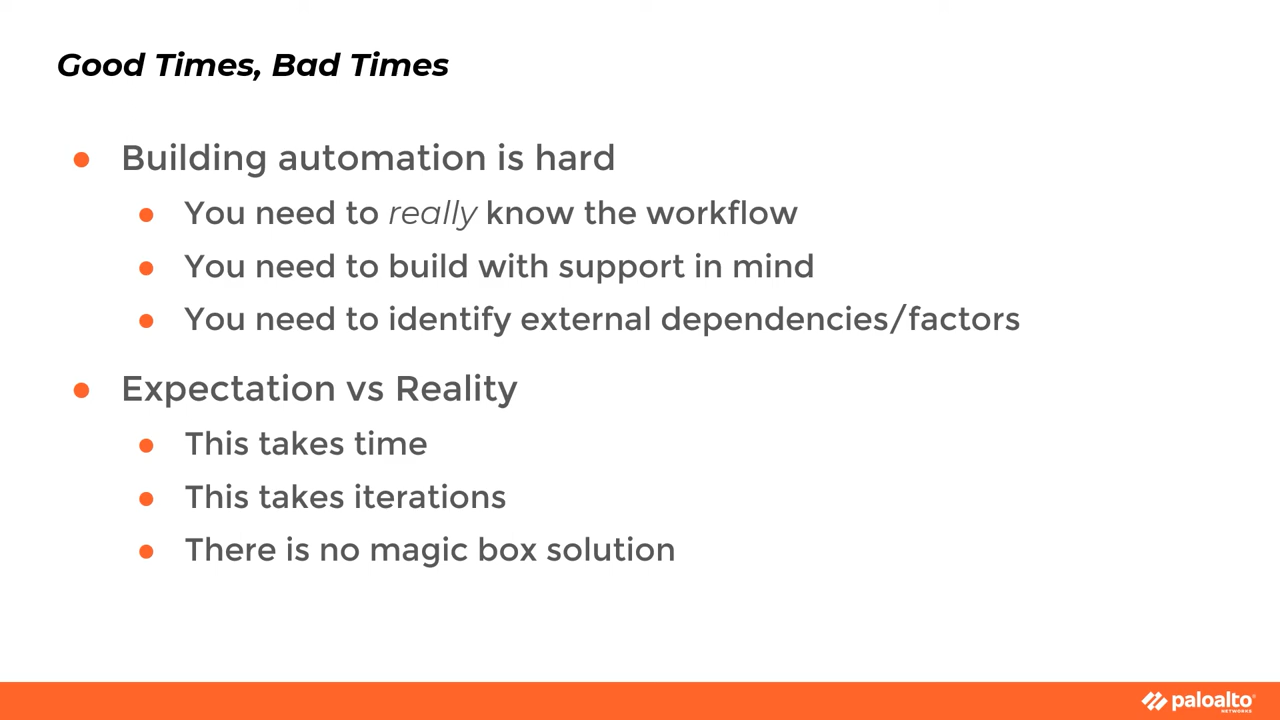 Good Times, Bad Times
Building automation is hard
You need to really know the workflow
You need to build with support in mind
You need to identify external dependencies/factors
Expectation vs Reality
This takes time
This takes iterations
There is no magic box solution
paloalto
NETWORKS